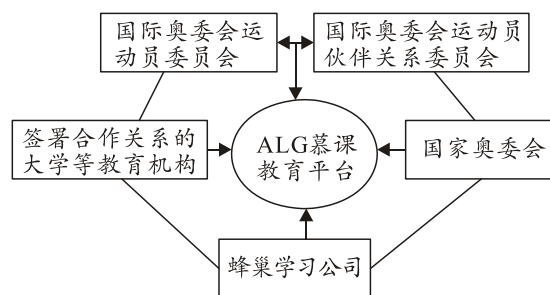 国际奥委会运
动员委员会
国际奥委会运动员
伙伴关系委员会
签署合作关系的
大学等教育机构
ALG慕课
教育平台
国家奥委会
蜂巢学习公司